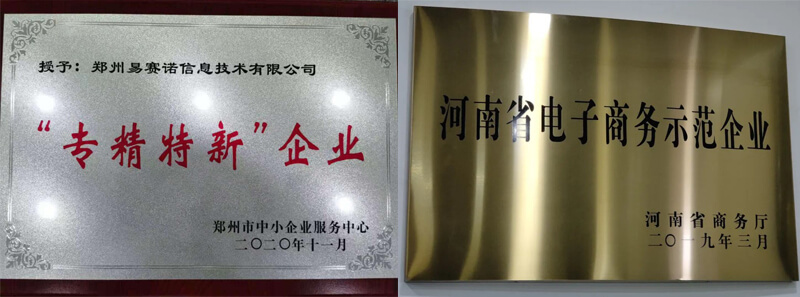 授予：郑州易赛诺信息技术有限公司
“专精特新”企业
郑州市中小企业服务中心
二〇二〇年十一月
河南省电子商务示范企业
河南省商务厅
二〇一九年三月